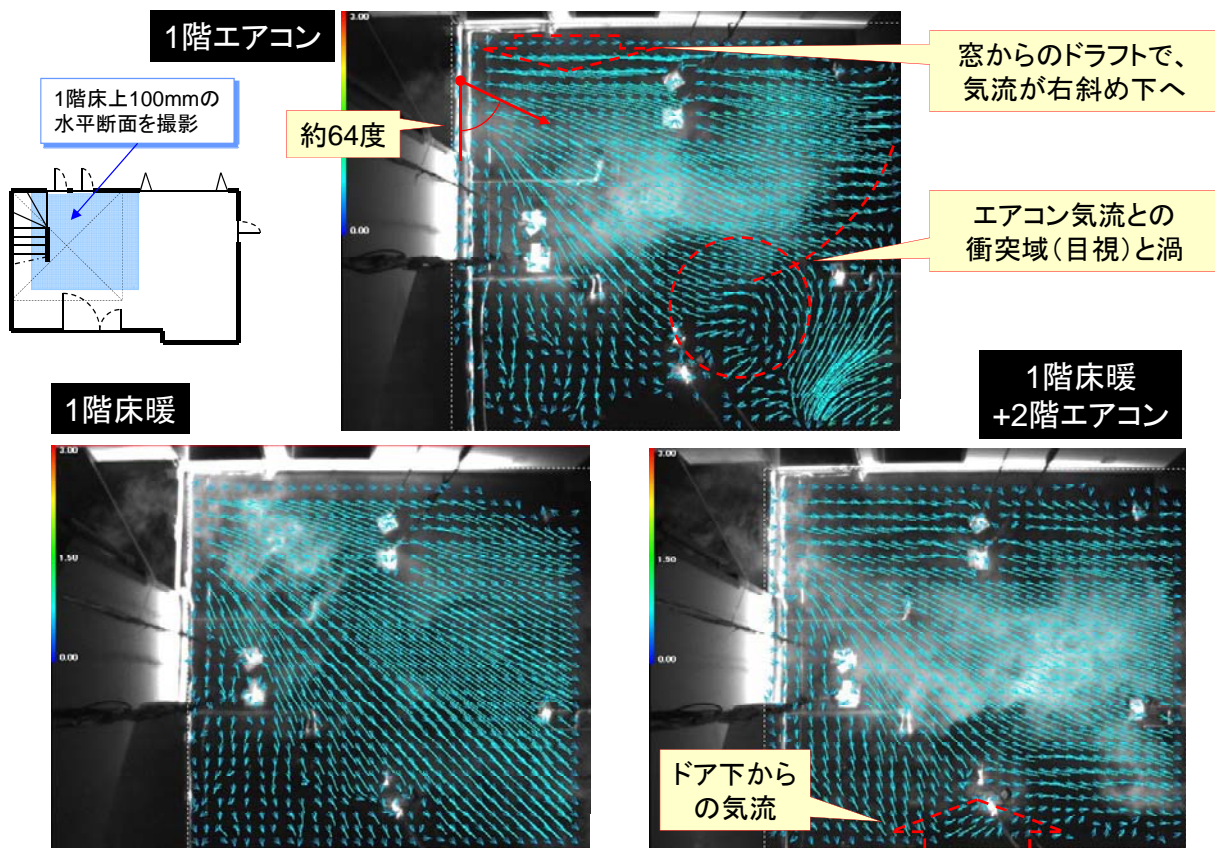 1階エアコン
1階床上100mmの
水平断面を撮影
約64度
3.00
0.00
窓からのドラフトで、
気流が右斜め下へ
エアコン気流との
衝突域(目視)と渦
1階床暖
3.00
1.50
0.00
1階床暖
+2階エアコン
3.00
1.50
0.00
ドア下から
の気流